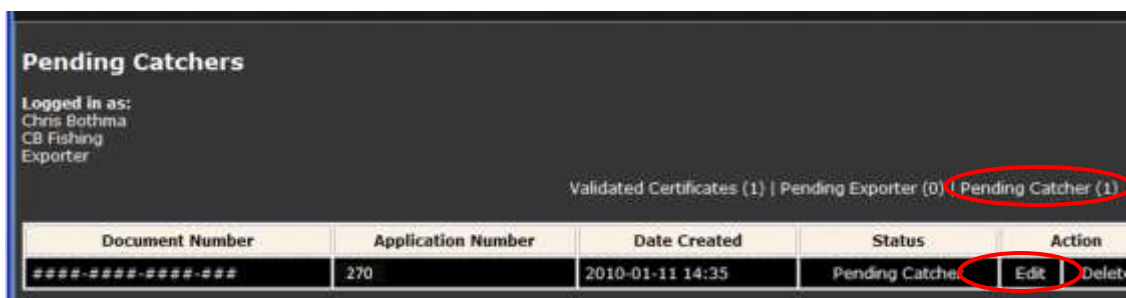 Pending Catchers
Logged in as:
Chris Bothma
CB Fishing
Exporter
Validated Certificates (1) | Pending Exporter (0) | Pending Catcher (1)
Document Number Application Number Date Created Status Action
####-####-####-### 270 2010-01-11 14:35 Pending Catcher Edit Delet